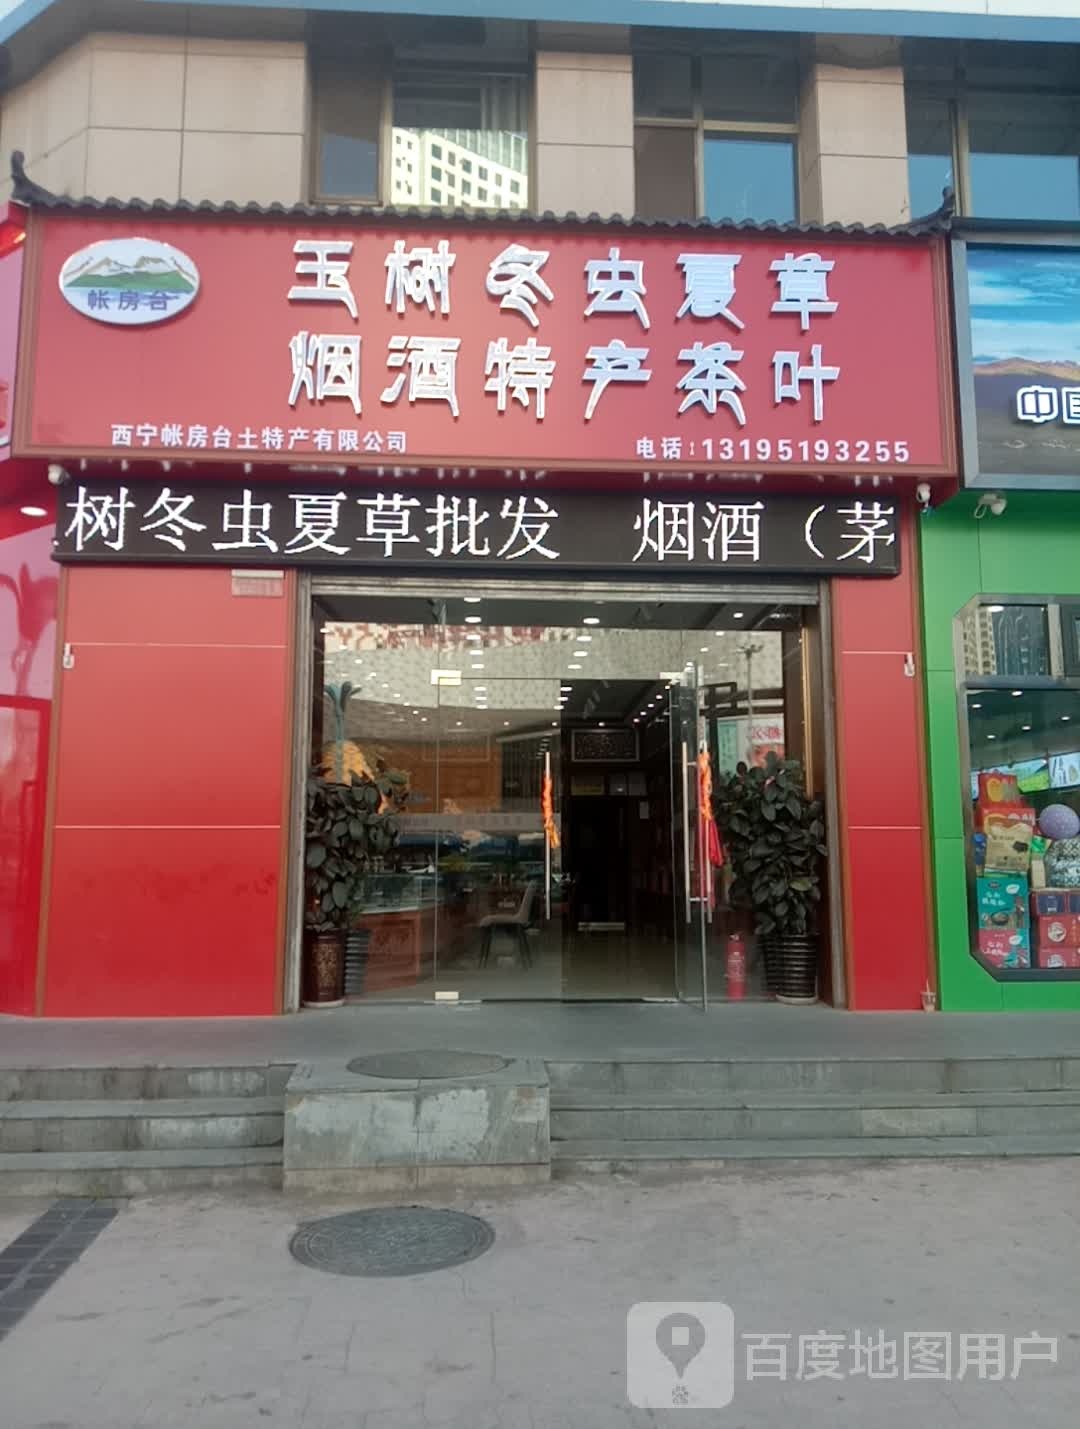 帐房台
玉树冬虫夏草
烟酒特产茶叶
西宁帐房台土特产有限公司
电话：13195193255
树冬虫夏草批发 烟酒（茅
中国
百度地图用户